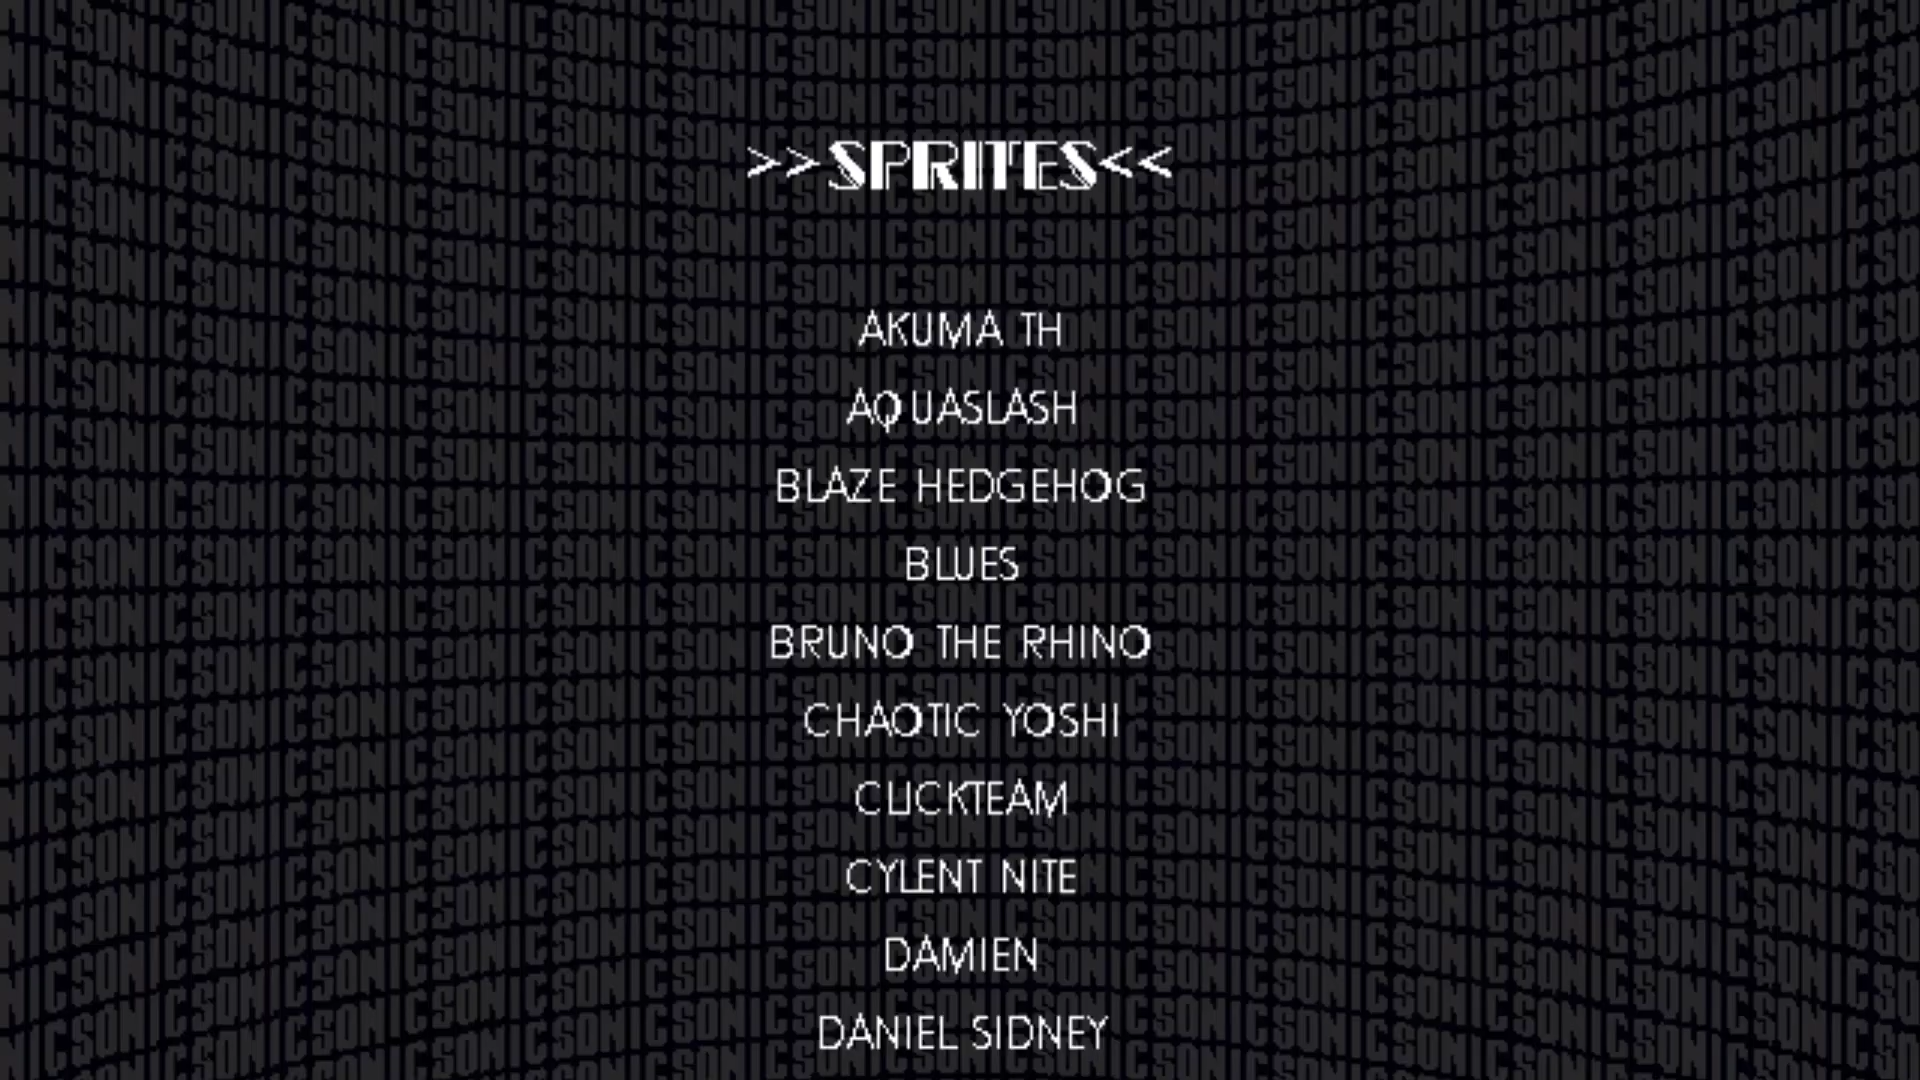 >>SPRITES<<
AKUMA TH
AQUASLASH
BLAZE HEDGEHOG
BLUES
BRUNO THE RHINO
CHAOTIC YOSHI
CLICKTEAM
CYLENT NITE
DAMIEN
DANIEL SIDNEY